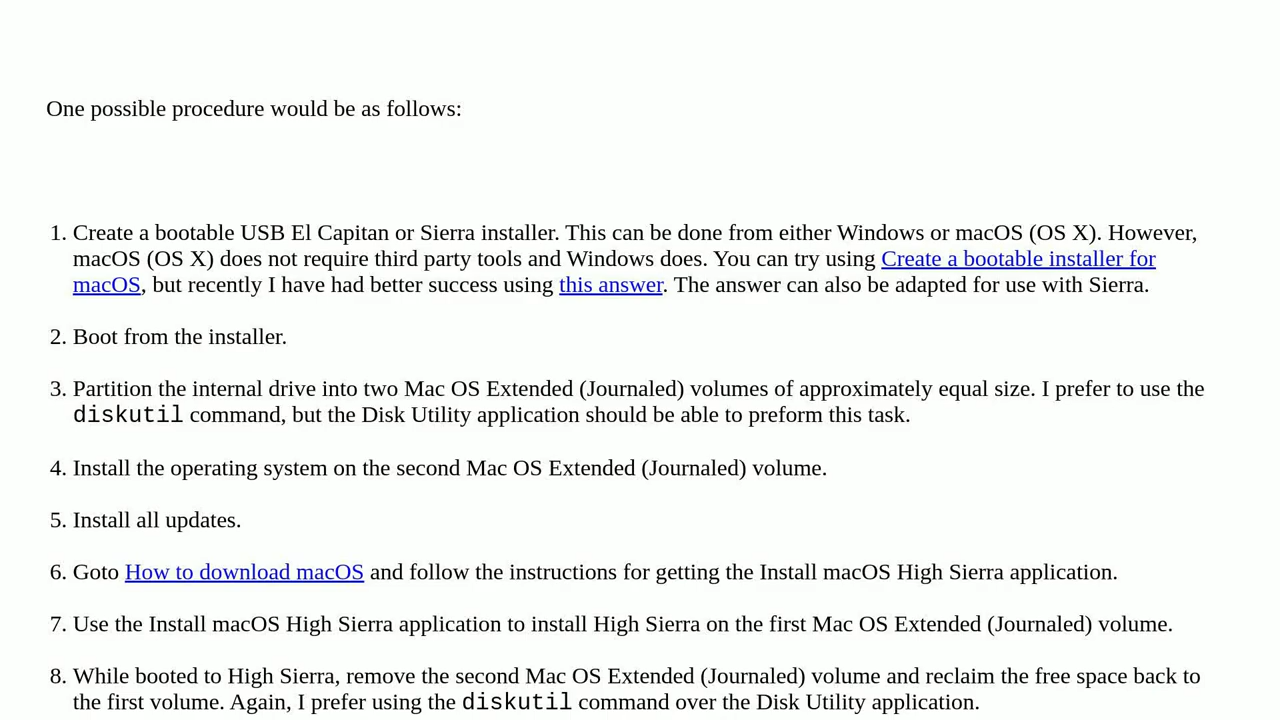 One possible procedure would be as follows:
1. Create a bootable USB El Capitan or Sierra installer. This can be done from either Windows or macOS (OS X). However,
macOS (OS X) does not require third party tools and Windows does. You can try using Create a bootable installer for
macOS, but recently I have had better success using this answer. The answer can also be adapted for use with Sierra.
2. Boot from the installer.
3. Partition the internal drive into two Mac OS Extended (Journaled) volumes of approximately equal size. I prefer to use the
diskutil command, but the Disk Utility application should be able to preform this task.
4. Install the operating system on the second Mac OS Extended (Journaled) volume.
5. Install all updates.
6. Goto How to download macOS and follow the instructions for getting the Install macOS High Sierra application.
7. Use the Install macOS High Sierra application to install High Sierra on the first Mac OS Extended (Journaled) volume.
8. While booted to High Sierra, remove the second Mac OS Extended (Journaled) volume and reclaim the free space back to
the first volume. Again, I prefer using the diskutil command over the Disk Utility application.